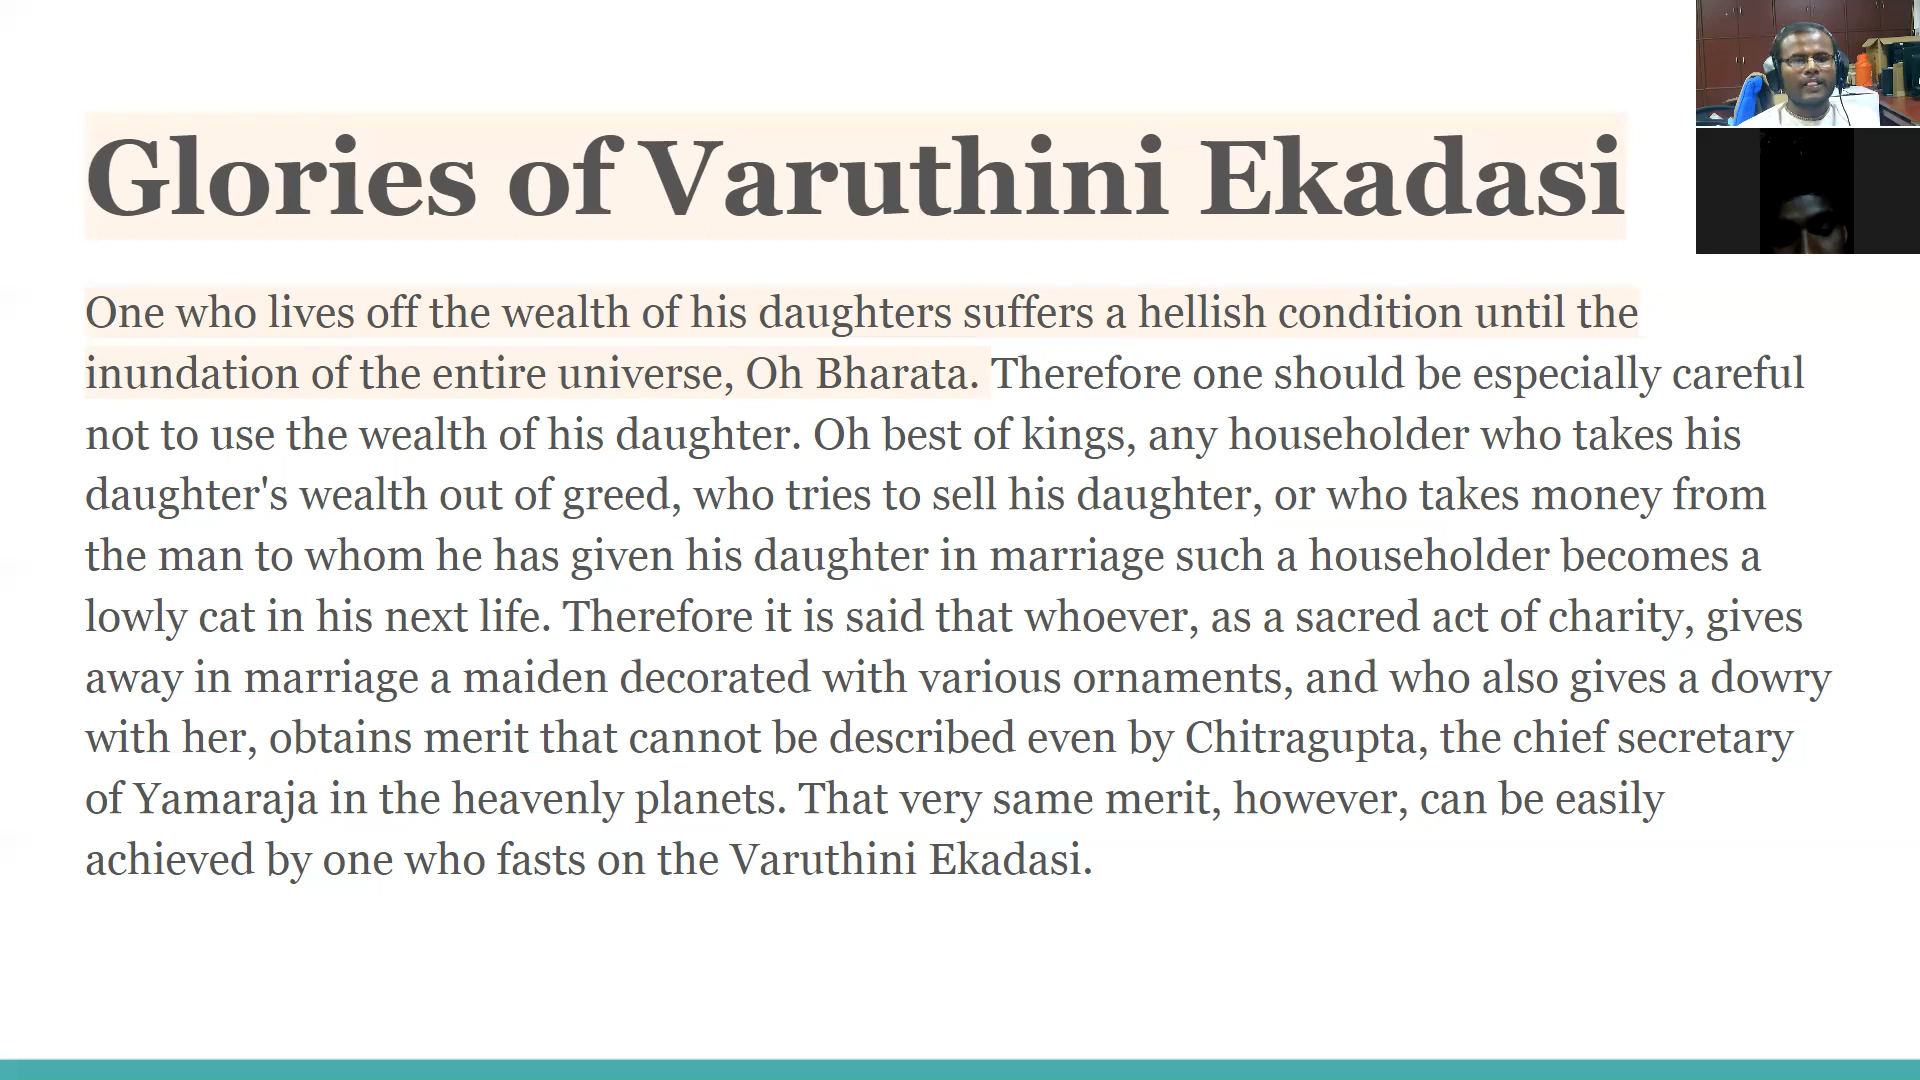 Glories of Varuthini Ekadasi
One who lives off the wealth of his daughters suffers a hellish condition until the
inundation of the entire universe, Oh Bharata. Therefore one should be especially careful
not to use the wealth of his daughter. Oh best of kings, any householder who takes his
daughter's wealth out of greed, who tries to sell his daughter, or who takes money from
the man to whom he has given his daughter in marriage such a householder becomes a
lowly cat in his next life. Therefore it is said that whoever, as a sacred act of charity, gives
away in marriage a maiden decorated with various ornaments, and who also gives a dowry
with her, obtains merit that cannot be described even by Chitragupta, the chief secretary
of Yamaraja in the heavenly planets. That very same merit, however, can be easily
achieved by one who fasts on the Varuthini Ekadasi.